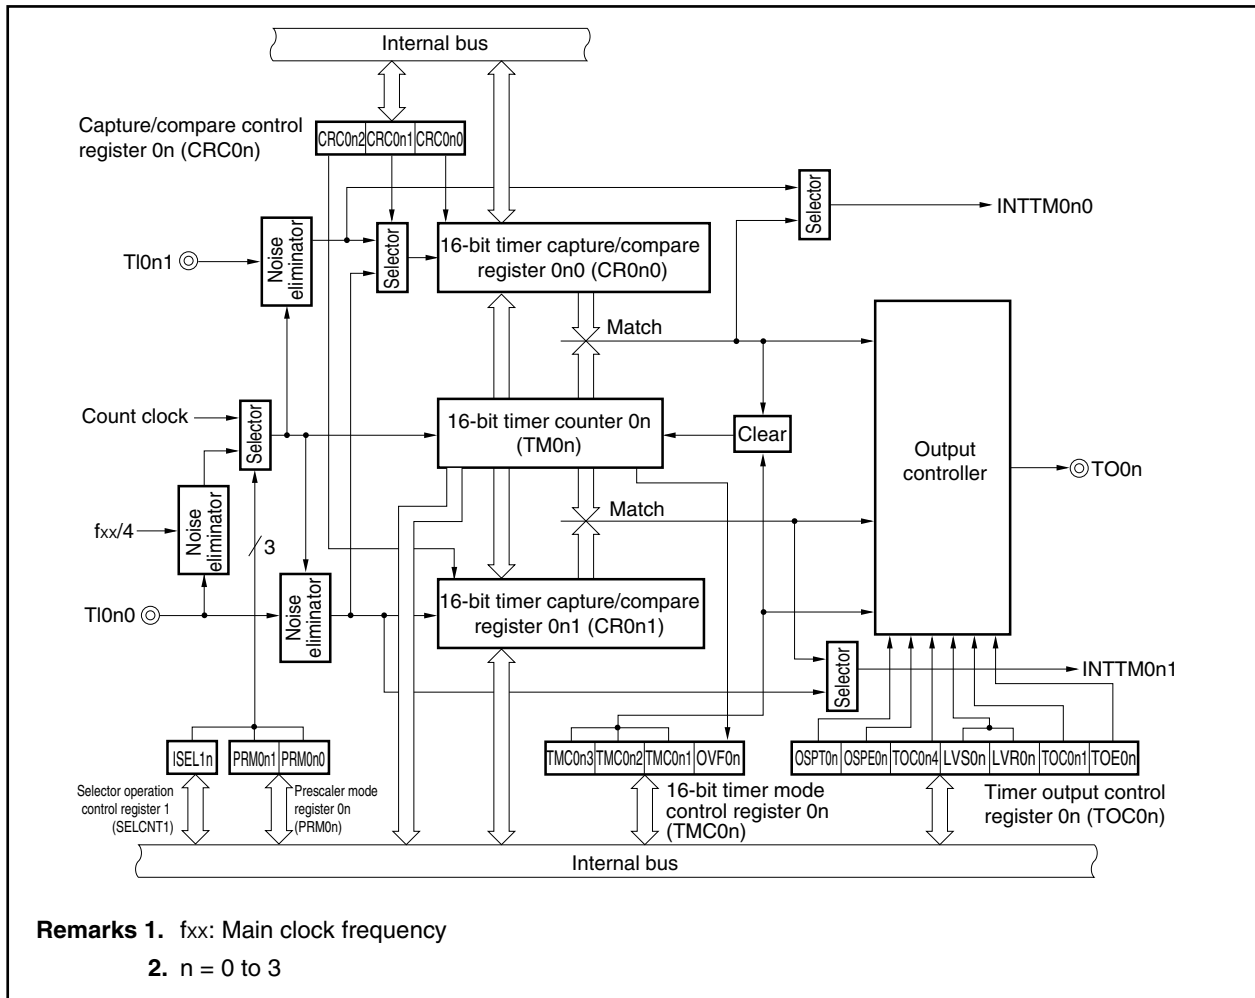 Internal bus
Capture/compare control
register 0n (CRC0n)
CRC0n2 CRC0n1 CRC0n0
Selector
INTTM0n0
TI0n1
Noise
eliminator
Selector
16-bit timer capture/compare
register 0n0 (CR0n0)
Match
Count clock
Selector
16-bit timer counter 0n
(TM0n)
Clear
Output
controller
TO0n
fxx/4
Noise
eliminator
3
Match
TI0n0
Noise
eliminator
16-bit timer capture/compare
register 0n1 (CR0n1)
Selector
INTTM0n1
ISEL1n
PRM0n1 PRM0n0
TMC0n3 TMC0n2 TMC0n1 OVF0n
OSPT0n OSPE0n TOC0n4 LVS0n LVR0n TOC0n1 TOE0n
Selector operation
control register 1
(SELCNT1)
Prescaler mode
register 0n
(PRM0n)
16-bit timer mode
control register 0n
(TMC0n)
Timer output control
register 0n (TOC0n)
Internal bus
Remarks 1. fxx: Main clock frequency
2. n = 0 to 3